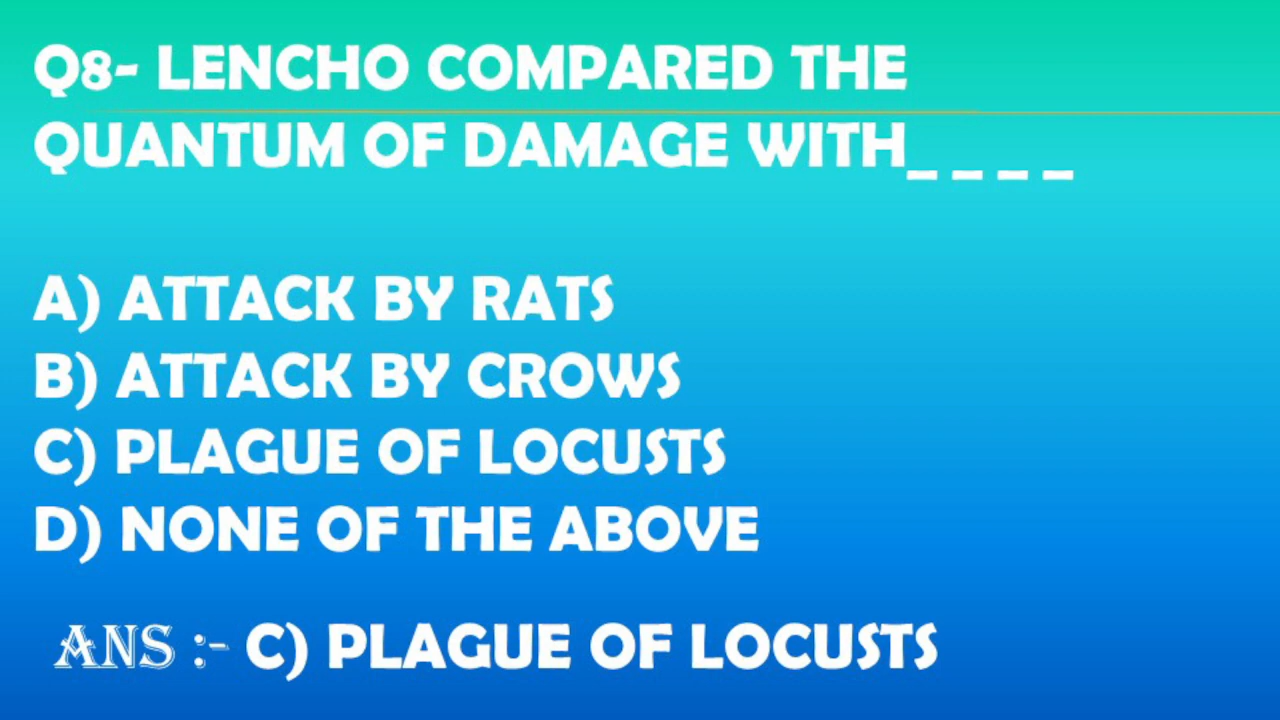 Q8- LENCHO COMPARED THE
QUANTUM OF DAMAGE WITH_ _ _ _
A) ATTACK BY RATS
B) ATTACK BY CROWS
C) PLAGUE OF LOCUSTS
D) NONE OF THE ABOVE
ANS :- C) PLAGUE OF LOCUSTS